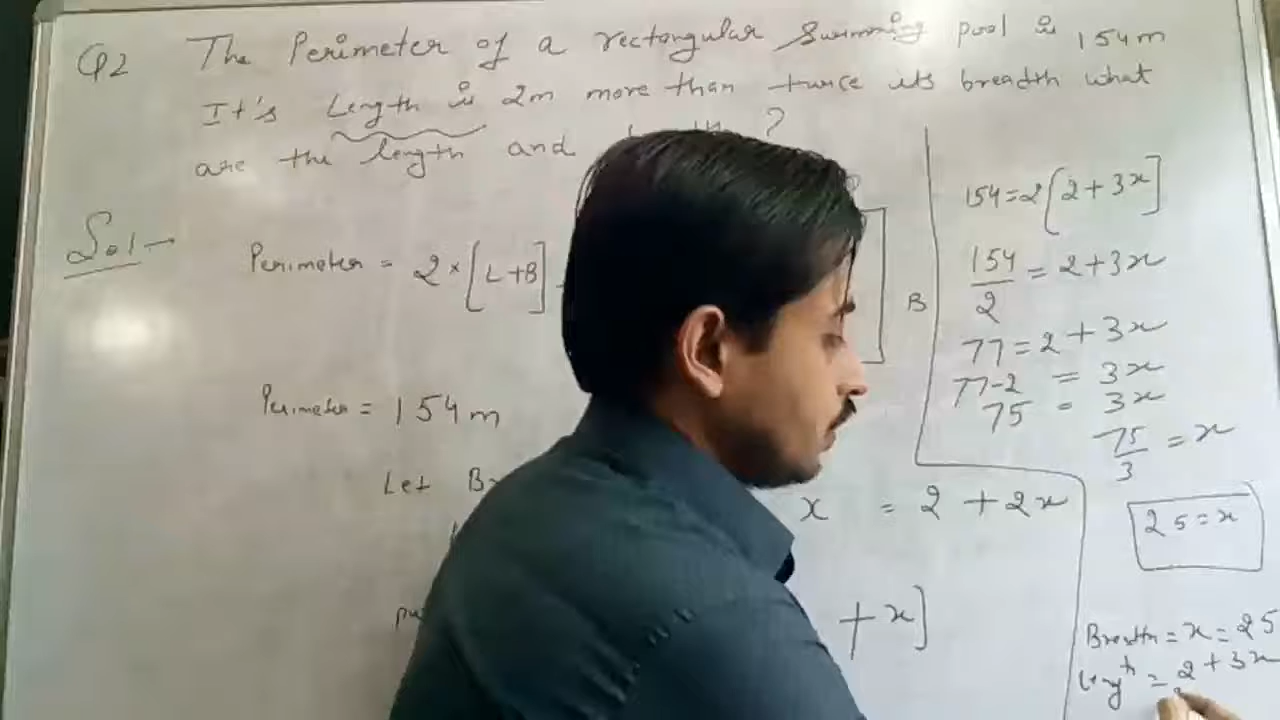 Q2 The Perimeter of a rectangular Swimming pool is 154m
It's Length is 2m more than twice its breadth what
are the length and ?
Sol-
Perimeter = 2 × [L+B]
B
Perimeter = 154m
Let
x = 2 + 2x
+ x]
154=2[2+3x]
154/2 = 2+3x
77=2+3x
77-2 = 3x
75 = 3x
75/3 = x
25=x
Breadth = x = 25
Length = 2+3x